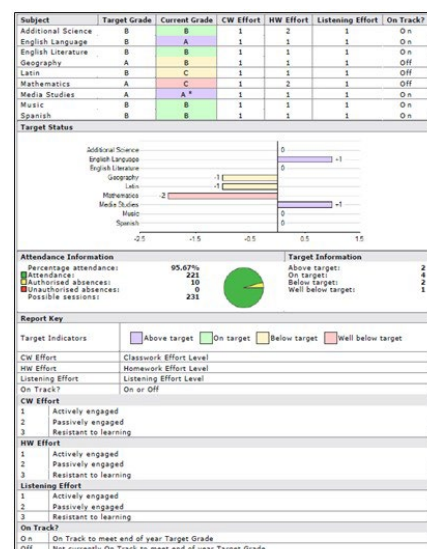 Subject Target Grade Current Grade CW Effort HW Effort Listening Effort On Track?
Additional Science B B 1 2 1 On
English Language B A 1 1 1 On
English Literature B B 1 1 1 On
Geography A B 1 1 1 Off
Latin B C 1 1 1 Off
Mathematics A C 1 2 1 Off
Media Studies A A* 1 1 1 On
Music B B 1 1 1 On
Spanish B B 1 1 1 On
Target Status
Additional Science 0
English Language +1
English Literature 0
Geography -1
Latin -1
Mathematics -2
Media Studies +1
Music 0
Spanish 0
-2.5 -1.5 -0.5 0.5 1.5
Attendance Information Target Information
Percentage attendance: 95.67% Above target: 2
Attendance: 221 On target: 4
Authorised absences: 10 Below target: 2
Unauthorised absences: 0 Well below target: 1
Possible sessions: 231
Report Key
Target Indicators Above target On target Below target Well below target
CW Effort Classwork Effort Level
HW Effort Homework Effort Level
Listening Effort Listening Effort Level
On Track? On or Off
CW Effort
1 Actively engaged
2 Passively engaged
3 Resistant to learning
HW Effort
1 Actively engaged
2 Passively engaged
3 Resistant to learning
Listening Effort
1 Actively engaged
2 Passively engaged
3 Resistant to learning
On Track?
On On Track to meet end of year Target Grade
Off Not currently On Track to meet end of year Target Grade